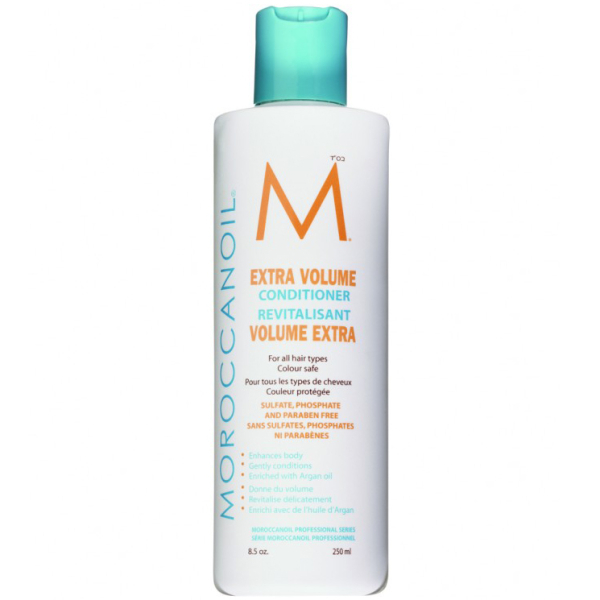 MOROCCANOIL®
בס"ד
M®
EXTRA VOLUME
CONDITIONER
REVITALISANT
VOLUME EXTRA
For all hair types
Colour safe
Pour tous les types de cheveux
Couleur protégée
SULFATE, PHOSPHATE
AND PARABEN FREE
SANS SULFATES, PHOSPHATES
NI PARABÈNES
• Enhances body
• Gently conditions
• Enriched with Argan oil
• Donne du volume
• Revitalise délicatement
• Enrichi avec de l'huile d'Argan
MOROCCANOIL PROFESSIONAL SERIES
SÉRIE MOROCCANOIL PROFESSIONNEL
8.5 oz. 250 ml